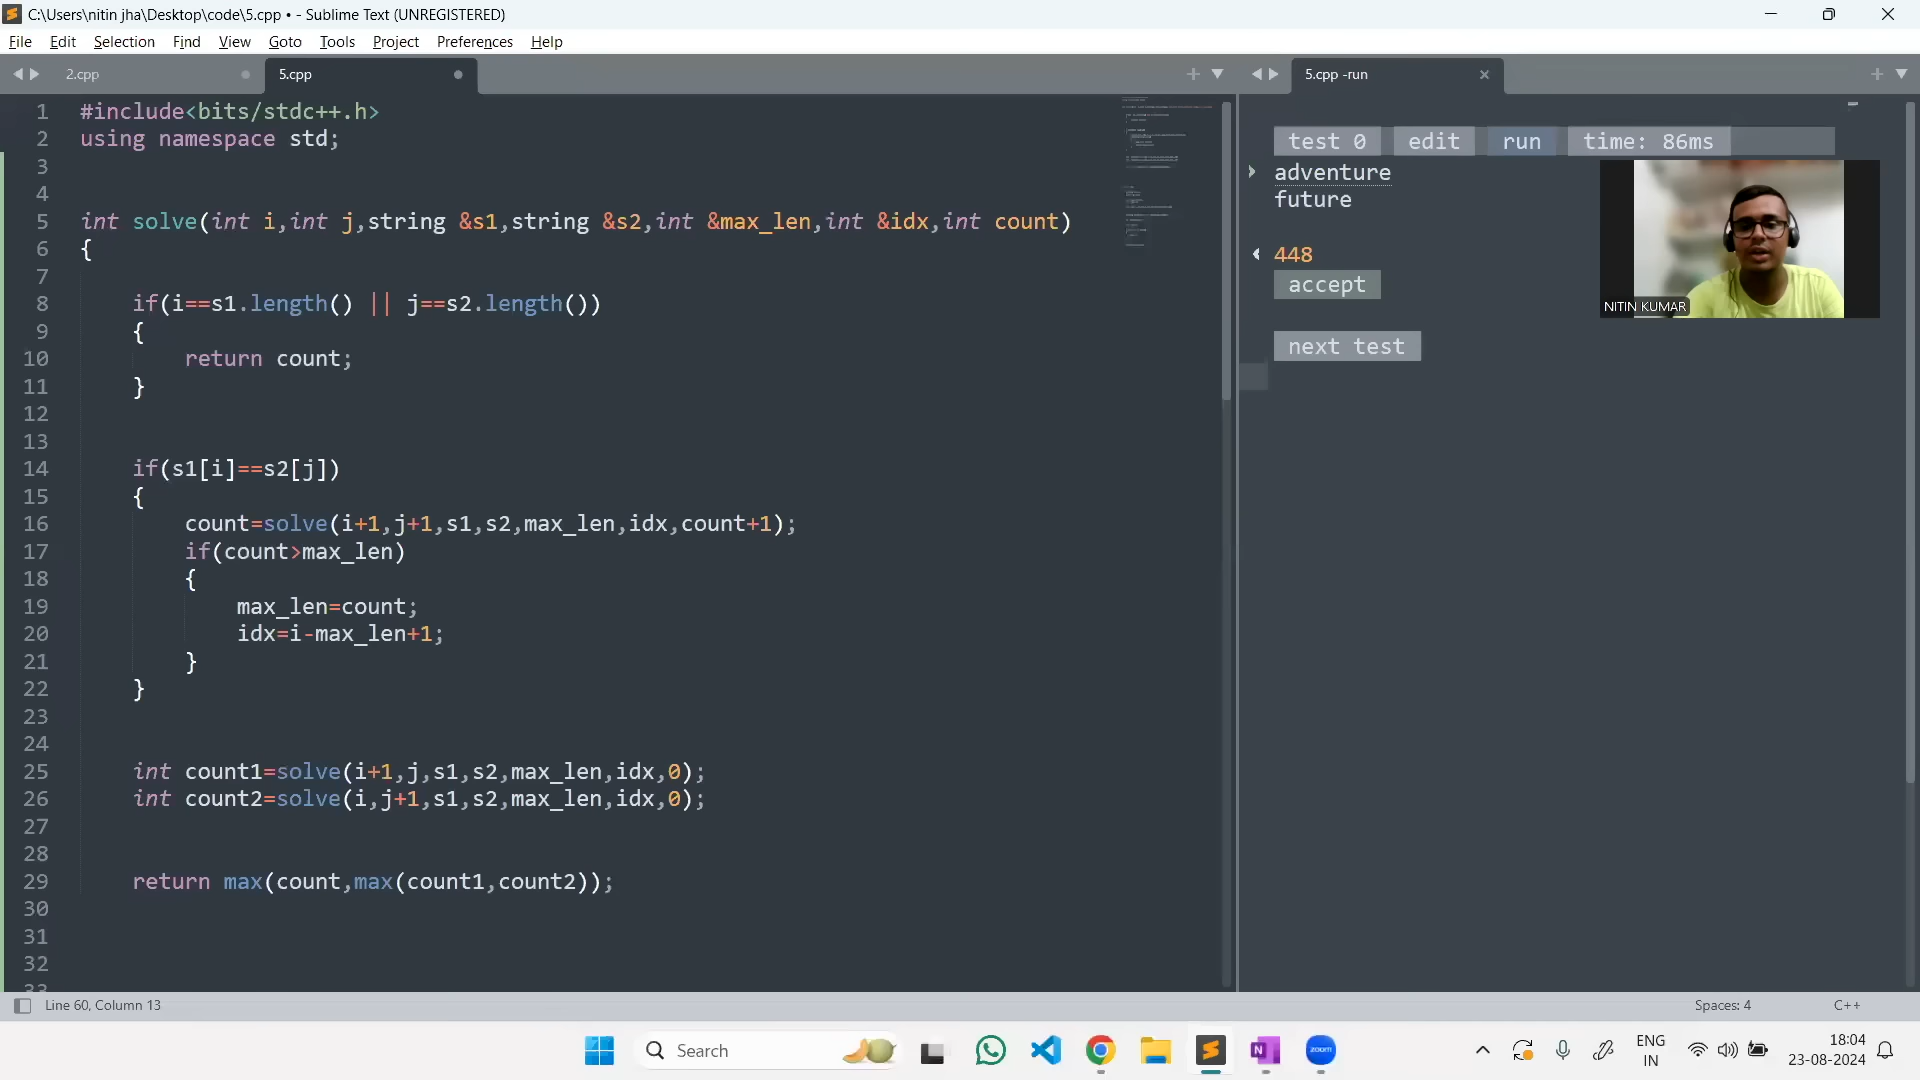 C:\Users\nitin jha\Desktop\code\5.cpp • - Sublime Text (UNREGISTERED)
File Edit Selection Find View Goto Tools Project Preferences Help
2.cpp 5.cpp
5.cpp -run
1 #include<bits/stdc++.h>
2 using namespace std;
3
4
5 int solve(int i,int j,string &s1,string &s2,int &max_len,int &idx,int count)
6 {
7
8 if(i==s1.length() || j==s2.length())
9 {
10 return count;
11 }
12
13
14 if(s1[i]==s2[j])
15 {
16 count=solve(i+1,j+1,s1,s2,max_len,idx,count+1);
17 if(count>max_len)
18 {
19 max_len=count;
20 idx=i-max_len+1;
21 }
22 }
23
24
25 int count1=solve(i+1,j,s1,s2,max_len,idx,0);
26 int count2=solve(i,j+1,s1,s2,max_len,idx,0);
27
28
29 return max(count,max(count1,count2));
30
31
32
33
test 0 edit run time: 86ms
adventure
future
448
accept
next test
NITIN KUMAR
Line 60, Column 13
Spaces: 4
C++
Search
zoom
ENG
IN
18:04
23-08-2024